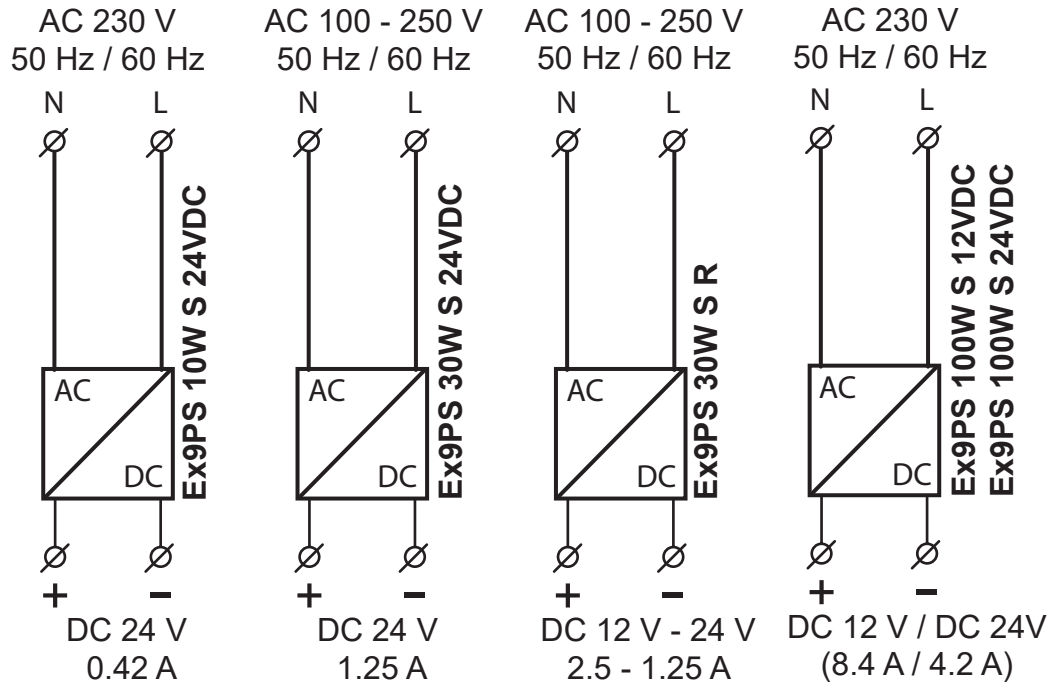 AC 230 V
50 Hz / 60 Hz
N L
AC
DC
Ex9PS 10W S 24VDC
+ −
DC 24 V
0.42 A
AC 100 - 250 V
50 Hz / 60 Hz
N L
AC
DC
Ex9PS 30W S 24VDC
+ −
DC 24 V
1.25 A
AC 100 - 250 V
50 Hz / 60 Hz
N L
AC
DC
Ex9PS 30W S R
+ −
DC 12 V - 24 V
2.5 - 1.25 A
AC 230 V
50 Hz / 60 Hz
N L
AC
DC
Ex9PS 100W S 12VDC
Ex9PS 100W S 24VDC
+ −
DC 12 V / DC 24V
(8.4 A / 4.2 A)